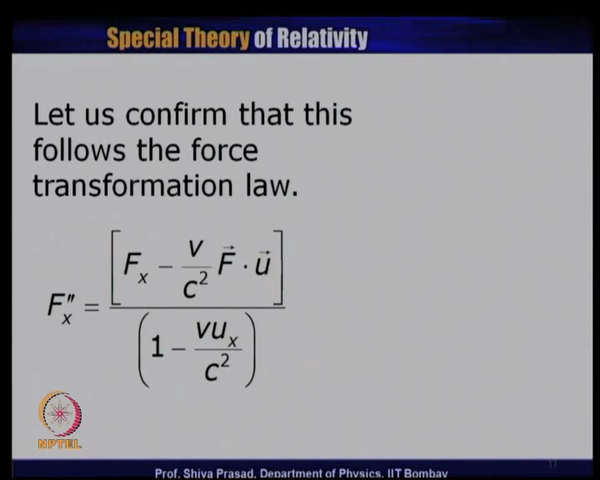 Special Theory of Relativity
Let us confirm that this
follows the force
transformation law.
F″ₓ = [Fₓ − v/c² F⃗ · u⃗] / (1 − vuₓ/c²)
NPTEL
Prof. Shiva Prasad, Department of Physics, IIT Bombay
11